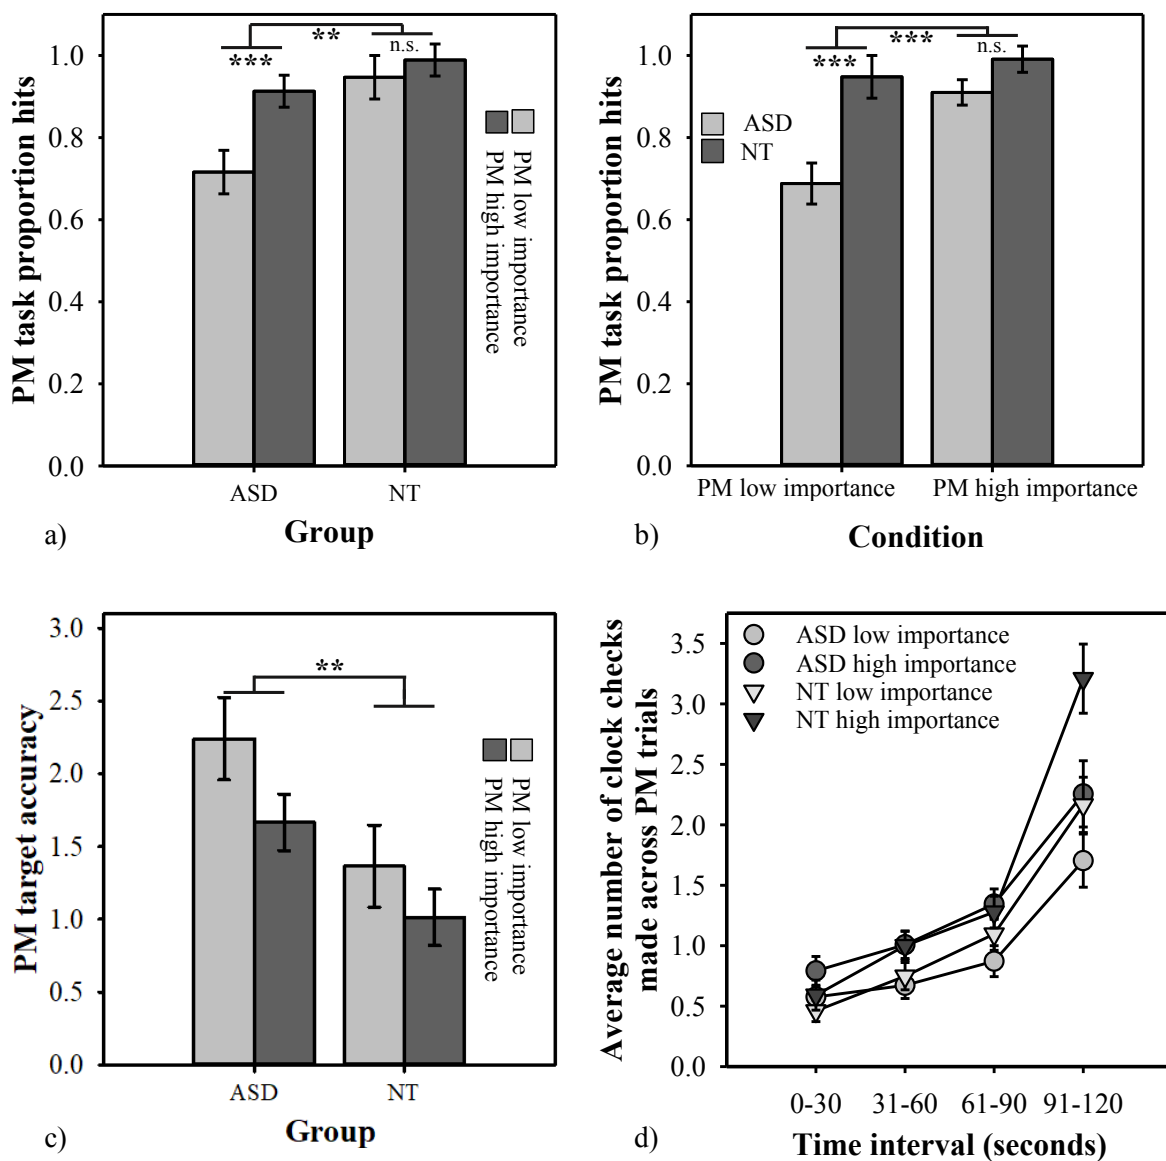 PM task proportion hits
1.0
0.8
0.6
0.4
0.2
0.0
**
***
n.s.
PM low importance
PM high importance
ASD
NT
a)
Group
PM task proportion hits
1.0
0.8
0.6
0.4
0.2
0.0
***
***
n.s.
ASD
NT
PM low importance
PM high importance
b)
Condition
PM target accuracy
3.0
2.5
2.0
1.5
1.0
0.5
0.0
**
PM low importance
PM high importance
ASD
NT
c)
Group
Average number of clock checks
made across PM trials
3.5
3.0
2.5
2.0
1.5
1.0
0.5
0.0
ASD low importance
ASD high importance
NT low importance
NT high importance
0-30
31-60
61-90
91-120
d)
Time interval (seconds)